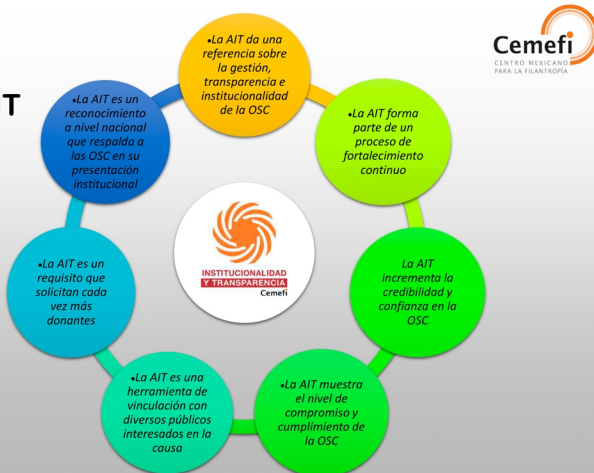 Cemefi
CENTRO MEXICANO
PARA LA FILANTROPÍA
IT
•La AIT da una
referencia sobre
la gestión,
transparencia e
institucionalidad
de la OSC
•La AIT forma
parte de un
proceso de
fortalecimiento
continuo
La AIT
incrementa la
credibilidad y
confianza en la
OSC
•La AIT muestra
el nivel de
compromiso y
cumplimiento de
la OSC
•La AIT es una
herramienta de
vinculación con
diversos públicos
interesados en la
causa
•La AIT es un
requisito que
solicitan cada
vez más
donantes
•La AIT es un
reconocimiento
a nivel nacional
que respalda a
las OSC en su
presentación
institucional
INSTITUCIONALIDAD
Y TRANSPARENCIA
Cemefi